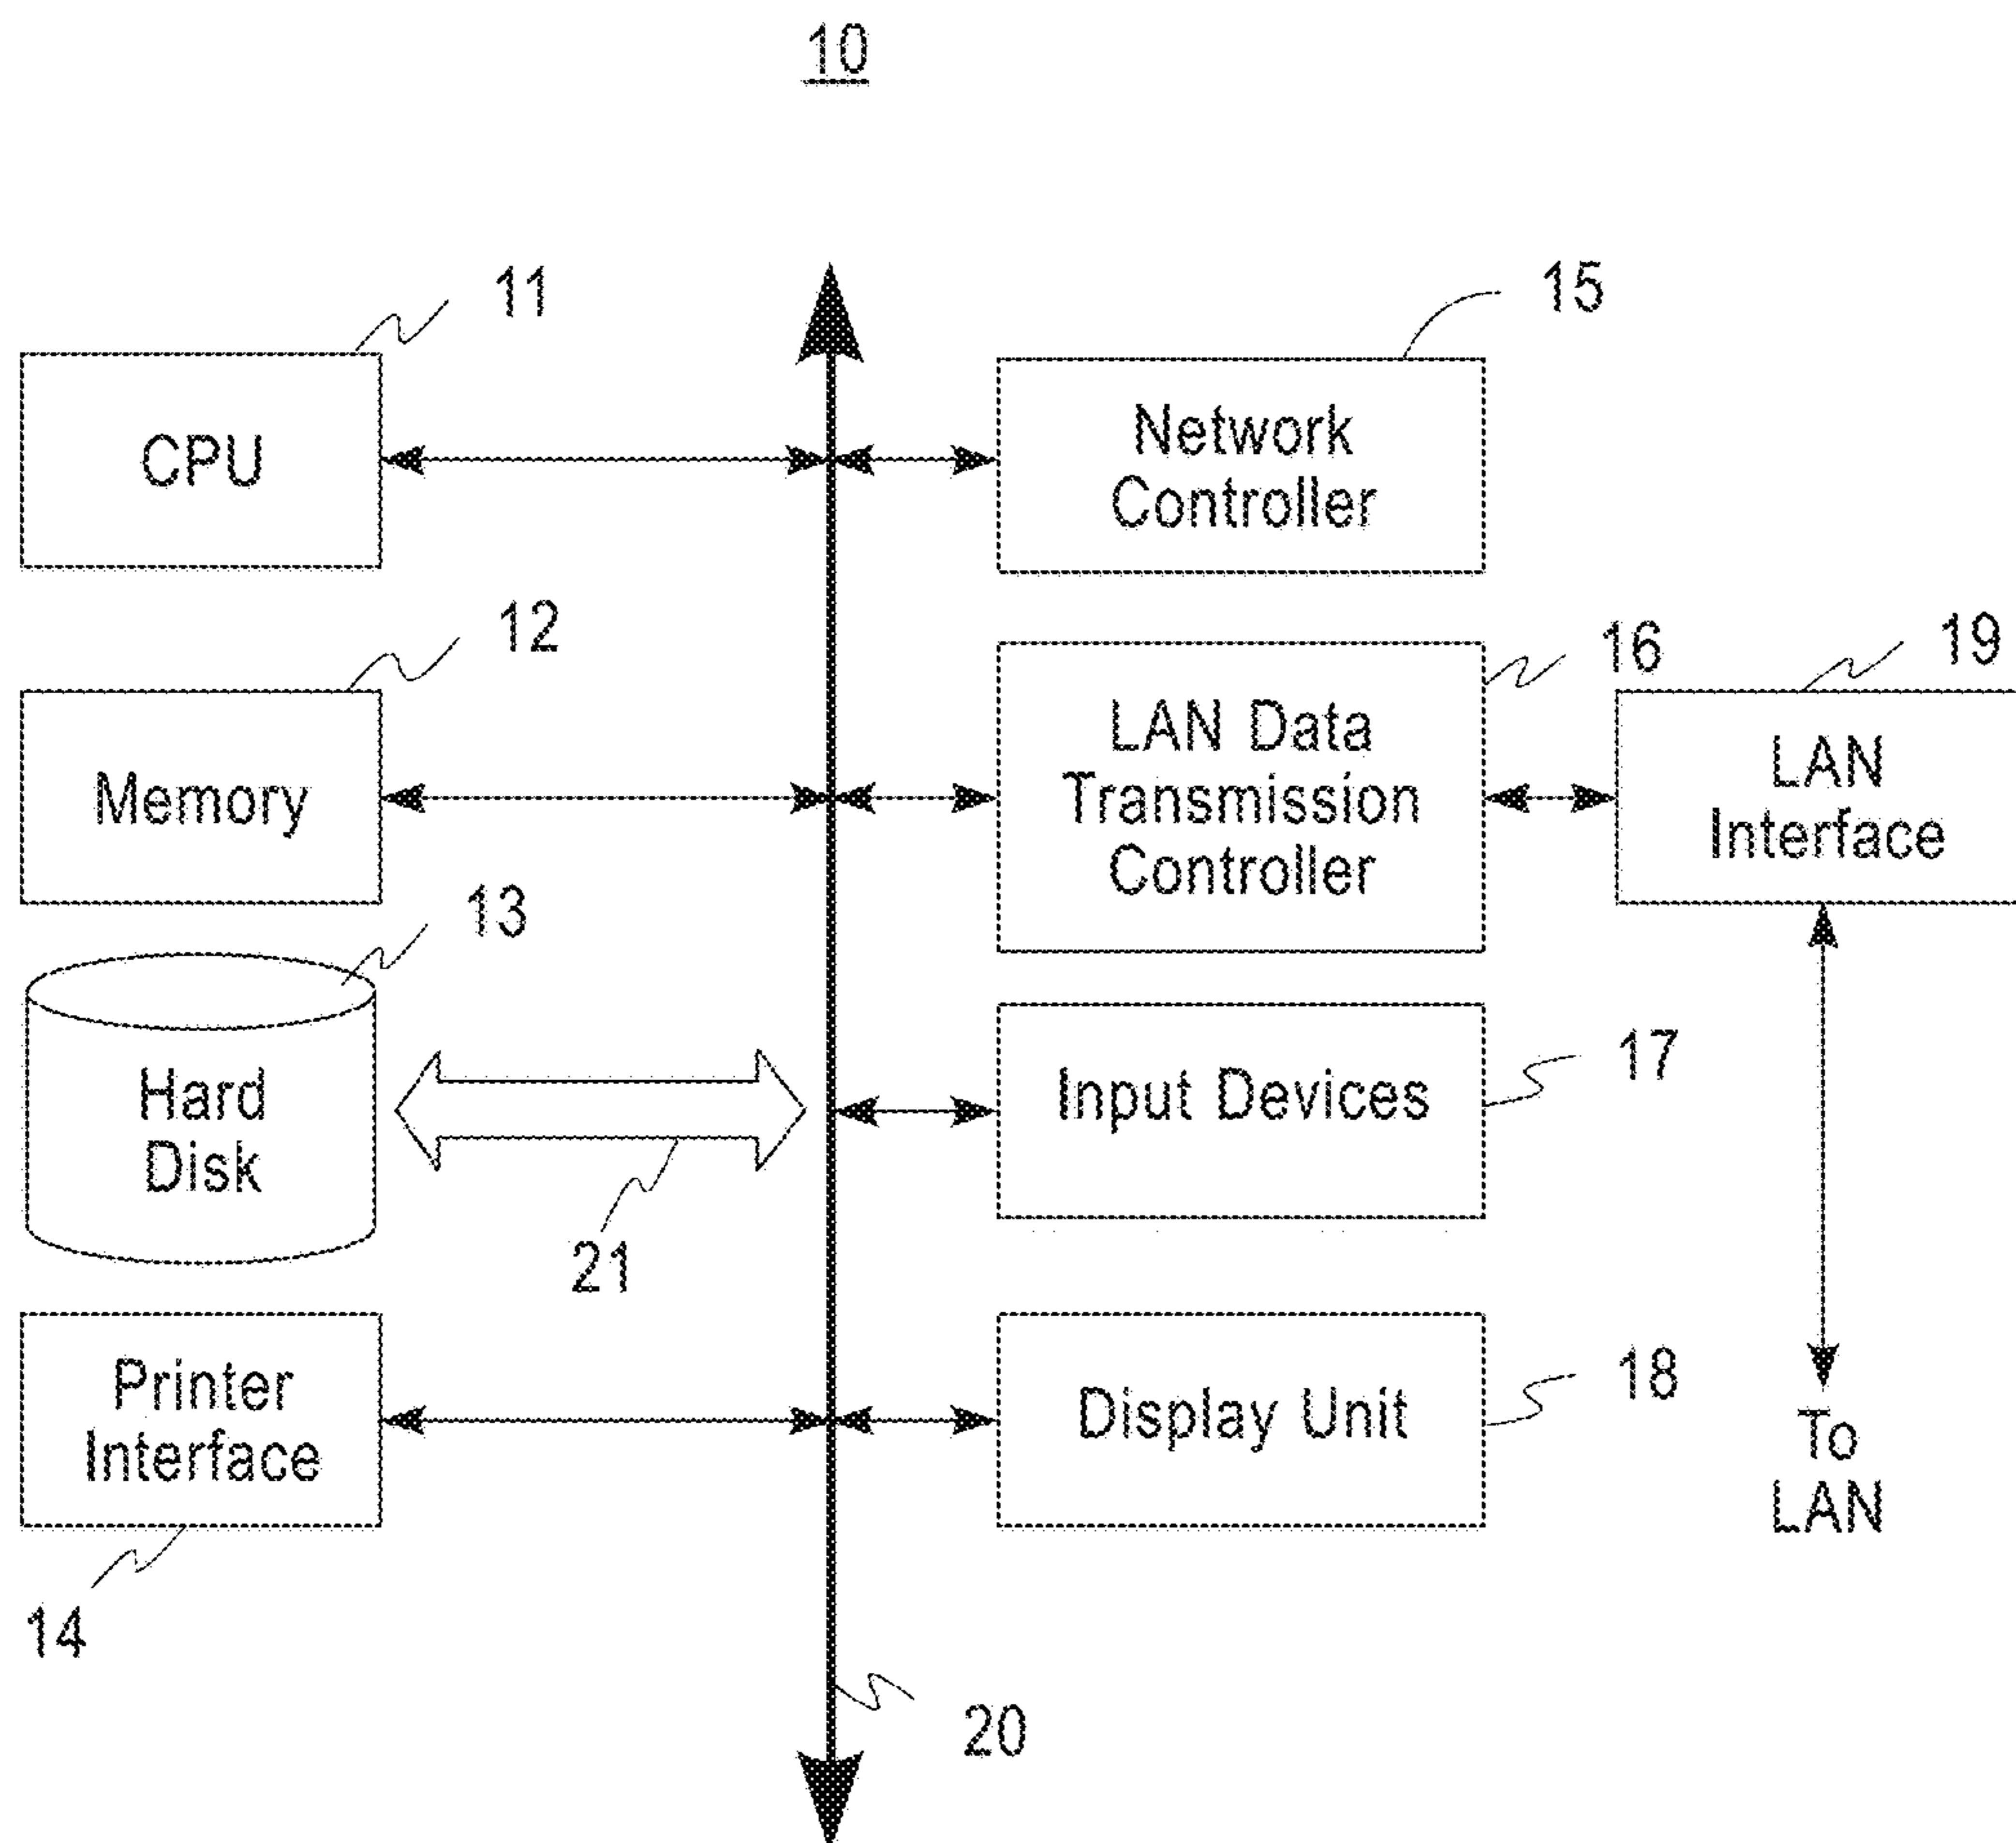 10
11
CPU
15
Network
Controller
12
Memory
16
LAN Data
Transmission
Controller
19
LAN
Interface
13
Hard
Disk
21
17
Input Devices
Printer
Interface
14
18
Display Unit
To
LAN
20